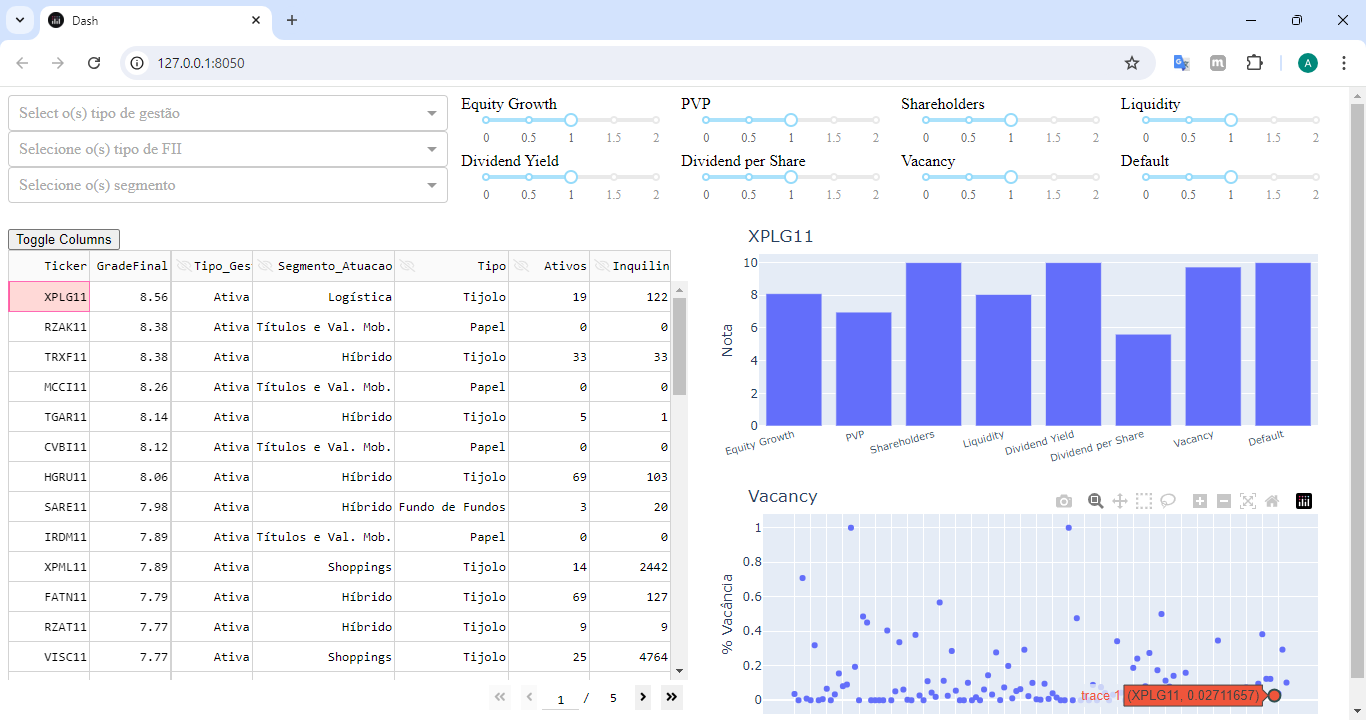 Dash
127.0.0.1:8050
A
Select o(s) tipo de gestão
Selecione o(s) tipo de FII
Selecione o(s) segmento
Equity Growth PVP Shareholders Liquidity
0 0.5 1 1.5 2 0 0.5 1 1.5 2 0 0.5 1 1.5 2 0 0.5 1 1.5 2
Dividend Yield Dividend per Share Vacancy Default
0 0.5 1 1.5 2 0 0.5 1 1.5 2 0 0.5 1 1.5 2 0 0.5 1 1.5 2
Toggle Columns
Ticker GradeFinal Tipo_Ges Segmento_Atuacao Tipo Ativos Inquilin
XPLG11 8.56 Ativa Logística Tijolo 19 122
RZAK11 8.38 Ativa Títulos e Val. Mob. Papel 0 0
TRXF11 8.38 Ativa Híbrido Tijolo 33 33
MCCI11 8.26 Ativa Títulos e Val. Mob. Papel 0 0
TGAR11 8.14 Ativa Híbrido Tijolo 5 1
CVBI11 8.12 Ativa Títulos e Val. Mob. Papel 0 0
HGRU11 8.06 Ativa Híbrido Tijolo 69 103
SARE11 7.98 Ativa Híbrido Fundo de Fundos 3 20
IRDM11 7.89 Ativa Títulos e Val. Mob. Papel 0 0
XPML11 7.89 Ativa Shoppings Tijolo 14 2442
FATN11 7.79 Ativa Híbrido Tijolo 69 127
RZAT11 7.77 Ativa Híbrido Tijolo 9 9
VISC11 7.77 Ativa Shoppings Tijolo 25 4764
1 / 5
XPLG11
Nota
10
8
6
4
2
0
Equity Growth PVP Shareholders Liquidity Dividend Yield Dividend per Share Vacancy Default
Vacancy
% Vacância
1
0.8
0.6
0.4
0.2
0
trace 1 (XPLG11, 0.02711657)